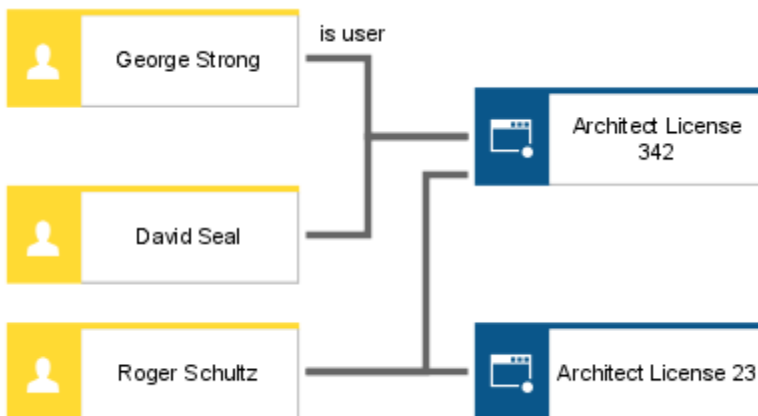 is user
George Strong
Architect License
342
David Seal
Roger Schultz
Architect License 23